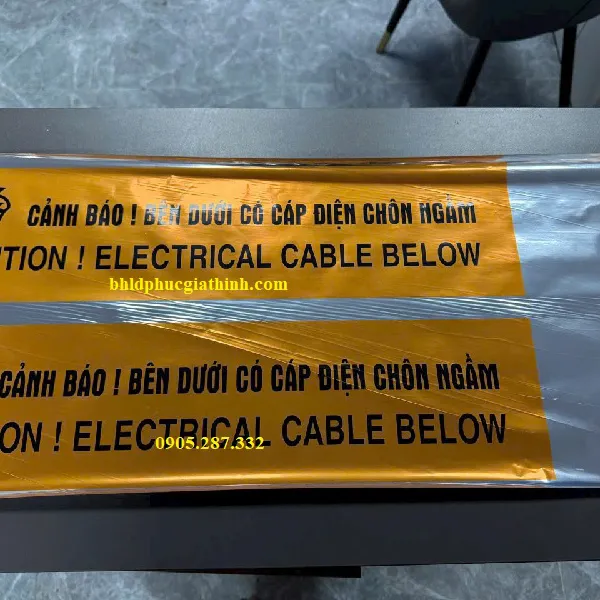 CẢNH BÁO ! BÊN DƯỚI CÓ CÁP ĐIỆN CHÔN NGẦM
TION ! ELECTRICAL CABLE BELOW
bhldphucgiathinh.com
CẢNH BÁO ! BÊN DƯỚI CÓ CÁP ĐIỆN CHÔN NGẦM
ION ! ELECTRICAL CABLE BELOW
0905.287.332